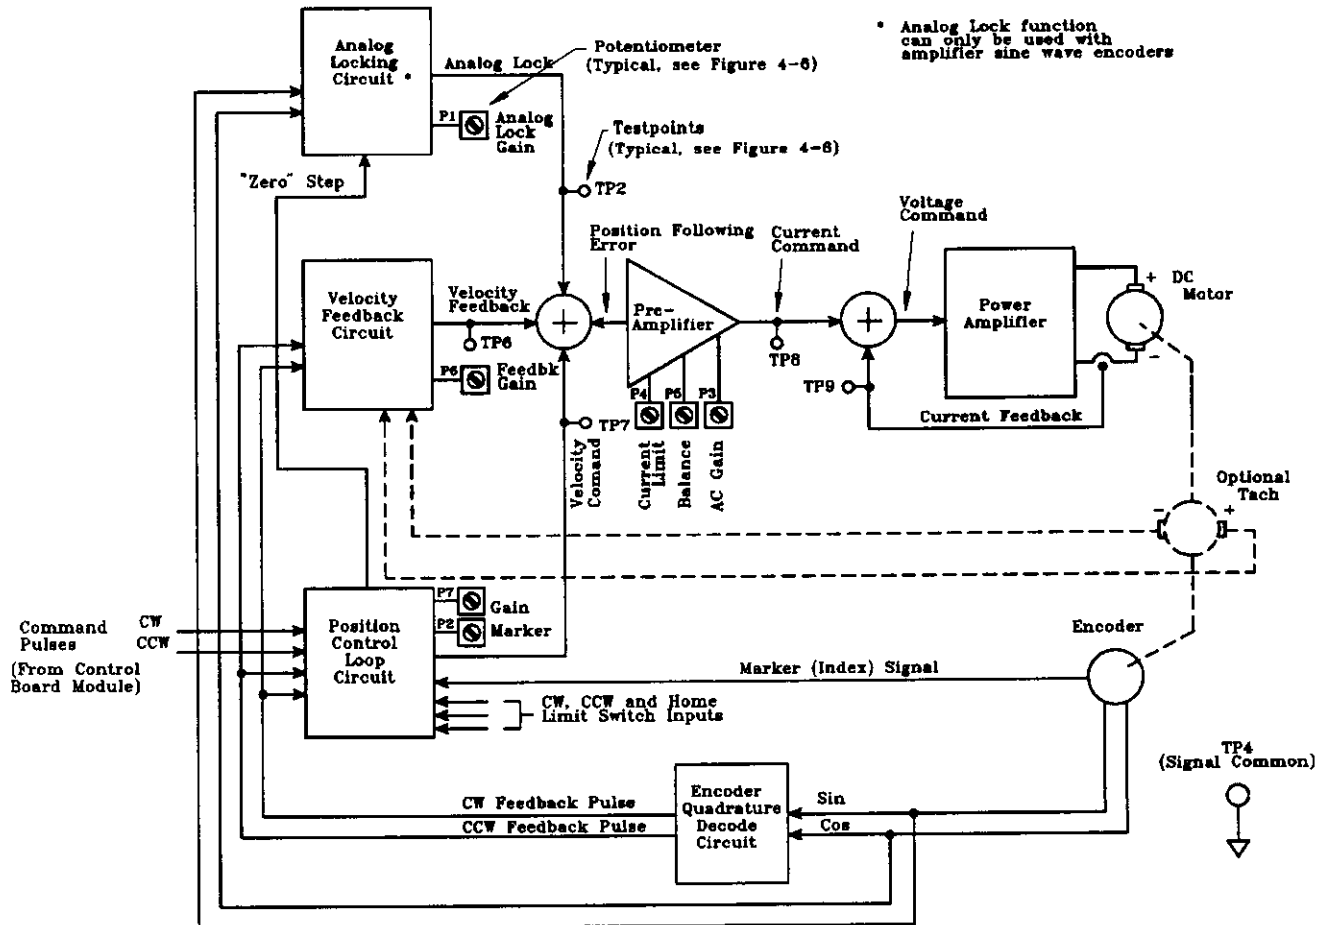 Analog
Locking
Circuit *
Analog Lock
P1
Analog
Lock
Gain
Potentiometer
(Typical, see Figure 4-6)
* Analog Lock function
can only be used with
amplifier sine wave encoders
Testpoints
(Typical, see Figure 4-6)
"Zero" Step
TP2
Velocity
Feedback
Circuit
Velocity
Feedback
TP6
P6
Feedbk
Gain
Position Following
Error
Pre-
Amplifier
P4
P5
P3
Current
Limit
Balance
AC Gain
Current
Command
TP8
Voltage
Command
TP9
Power
Amplifier
+
DC
Motor
-
Current Feedback
TP7
Velocity
Comand
Optional
Tach
-
+
Command
Pulses
CW
CCW
(From Control
Board Module)
Position
Control
Loop
Circuit
P7
Gain
P2
Marker
Encoder
Marker (Index) Signal
CW, CCW and Home
Limit Switch Inputs
TP4
(Signal Common)
CW Feedback Pulse
CCW Feedback Pulse
Encoder
Quadrature
Decode
Circuit
Sin
Cos